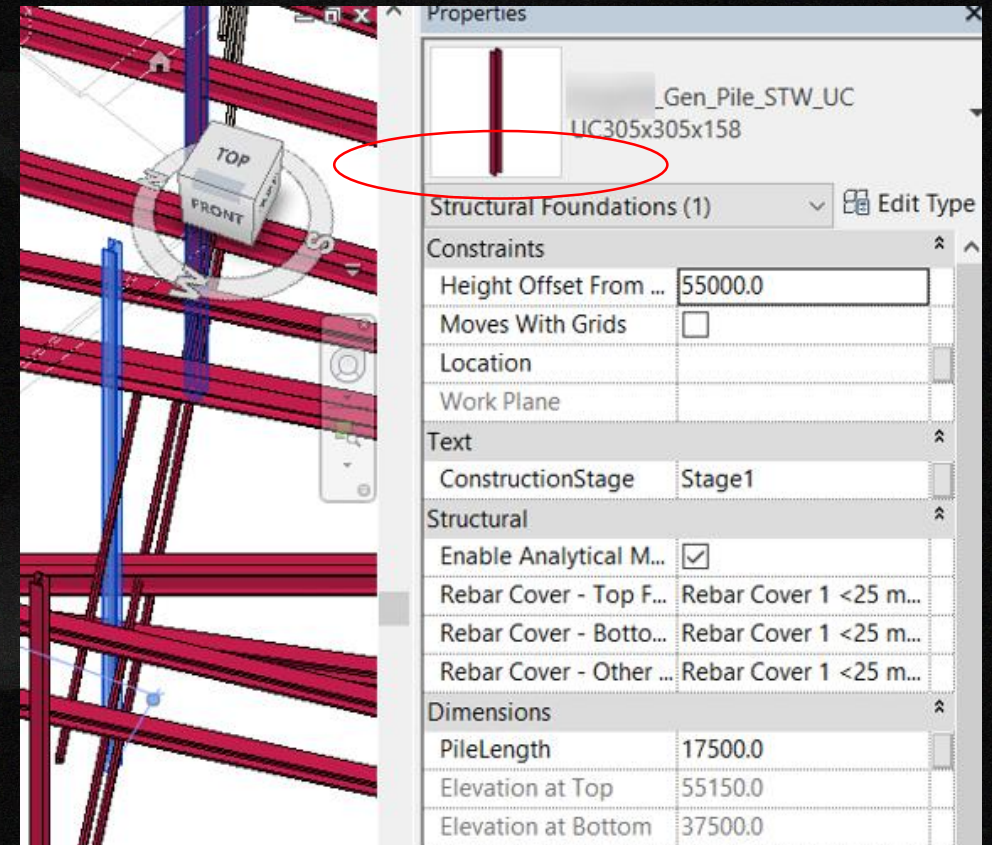 Properties
_Gen_Pile_STW_UC
UC305x305x158
Structural Foundations (1)
Edit Type
Constraints
Height Offset From ... 55000.0
Moves With Grids
Location
Work Plane
Text
ConstructionStage Stage1
Structural
Enable Analytical M...
Rebar Cover - Top F... Rebar Cover 1 <25 m...
Rebar Cover - Botto... Rebar Cover 1 <25 m...
Rebar Cover - Other ... Rebar Cover 1 <25 m...
Dimensions
PileLength 17500.0
Elevation at Top 55150.0
Elevation at Bottom 37500.0
TOP
FRONT
S